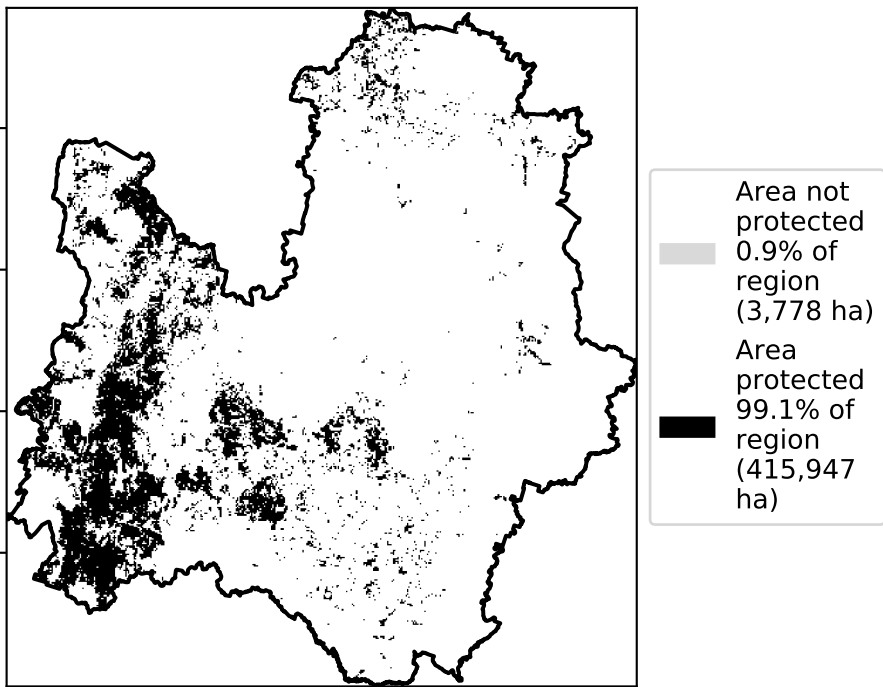 Area not
protected
0.9% of
region
(3,778 ha)
Area
protected
99.1% of
region
(415,947
ha)